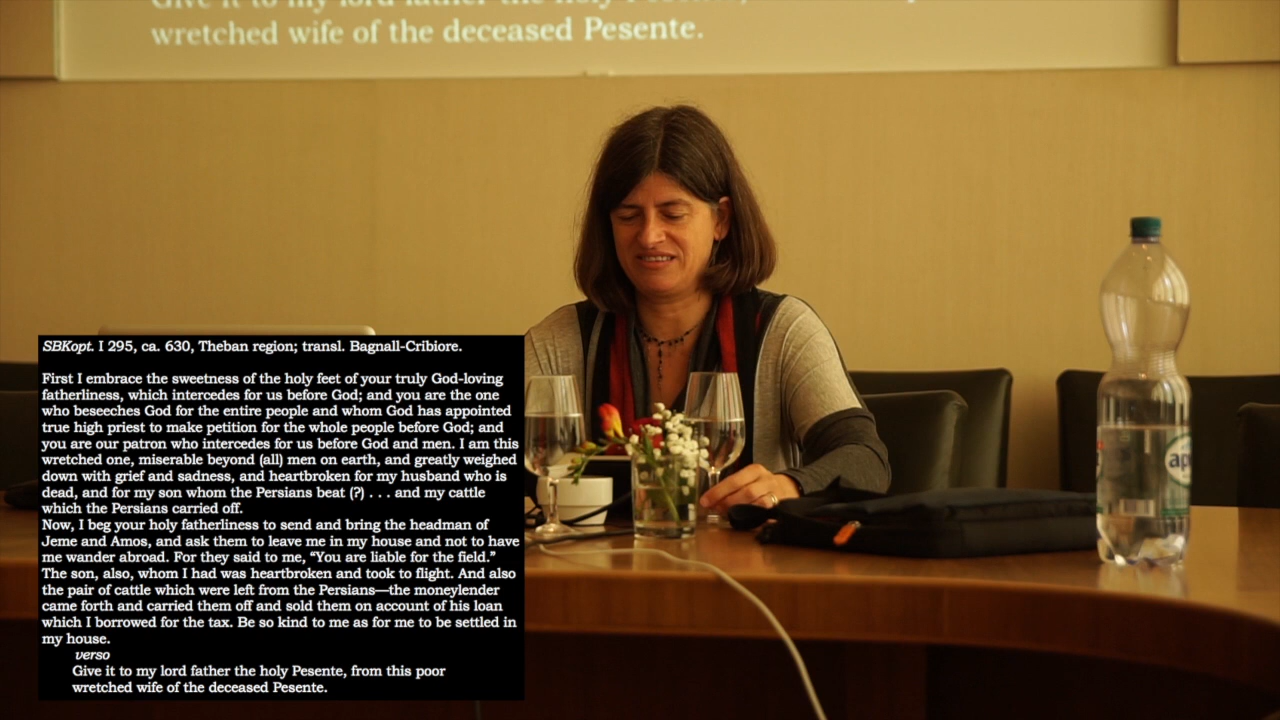 wretched wife of the deceased Pesente.
SBKopt. I 295, ca. 630, Theban region; transl. Bagnall-Cribiore.
First I embrace the sweetness of the holy feet of your truly God-loving
fatherliness, which intercedes for us before God; and you are the one
who beseeches God for the entire people and whom God has appointed
true high priest to make petition for the whole people before God; and
you are our patron who intercedes for us before God and men. I am this
wretched one, miserable beyond (all) men on earth, and greatly weighed
down with grief and sadness, and heartbroken for my husband who is
dead, and for my son whom the Persians beat (?) . . . and my cattle
which the Persians carried off.
Now, I beg your holy fatherliness to send and bring the headman of
Jeme and Amos, and ask them to leave me in my house and not to have
me wander abroad. For they said to me, “You are liable for the field.”
The son, also, whom I had was heartbroken and took to flight. And also
the pair of cattle which were left from the Persians—the moneylender
came forth and carried them off and sold them on account of his loan
which I borrowed for the tax. Be so kind to me as for me to be settled in
my house.
verso
Give it to my lord father the holy Pesente, from this poor
wretched wife of the deceased Pesente.